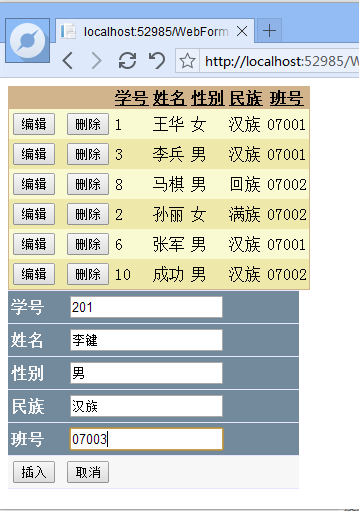 localhost:52985/WebForm
http://localhost:52985/W
学号 姓名 性别 民族 班号
编辑 删除 1 王华 女 汉族 07001
编辑 删除 3 李兵 男 汉族 07001
编辑 删除 8 马棋 男 回族 07002
编辑 删除 2 孙丽 女 满族 07002
编辑 删除 6 张军 男 汉族 07001
编辑 删除 10 成功 男 汉族 07002
学号 201
姓名 李键
性别 男
民族 汉族
班号 07003
插入 取消